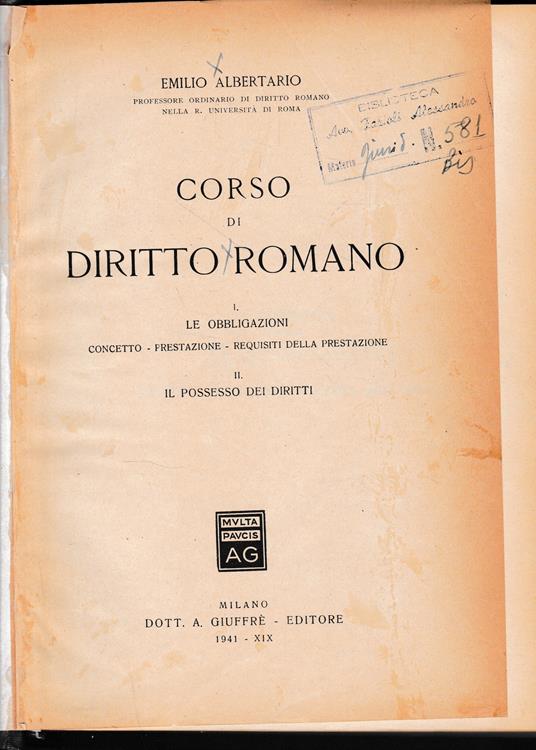 EMILIO ALBERTARIO
PROFESSORE ORDINARIO DI DIRITTO ROMANO
NELLA R. UNIVERSITÀ DI ROMA
BIBLIOTECA
Avv. Fazioli Alessandro
Materia Giurid. N. 581
Bis
CORSO
DI
DIRITTO ROMANO
I.
LE OBBLIGAZIONI
CONCETTO - PRESTAZIONE - REQUISITI DELLA PRESTAZIONE
II.
IL POSSESSO DEI DIRITTI
MVLTA
PAVCIS
AG
MILANO
DOTT. A. GIUFFRÈ - EDITORE
1941 - XIX